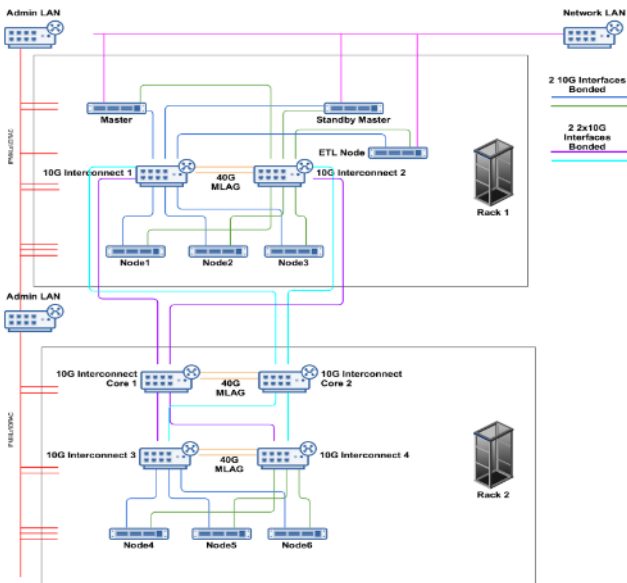 Admin LAN
Network LAN
2 10G Interfaces
Bonded
Master
Standby Master
2 2x10G
Interfaces
Bonded
ETL Node
10G Interconnect 1
40G
MLAG
10G Interconnect 2
Rack 1
Node1
Node2
Node3
Admin LAN
10G Interconnect
Core 1
40G
MLAG
10G Interconnect
Core 2
10G Interconnect 3
40G
MLAG
10G Interconnect 4
Rack 2
Node4
Node5
Node6